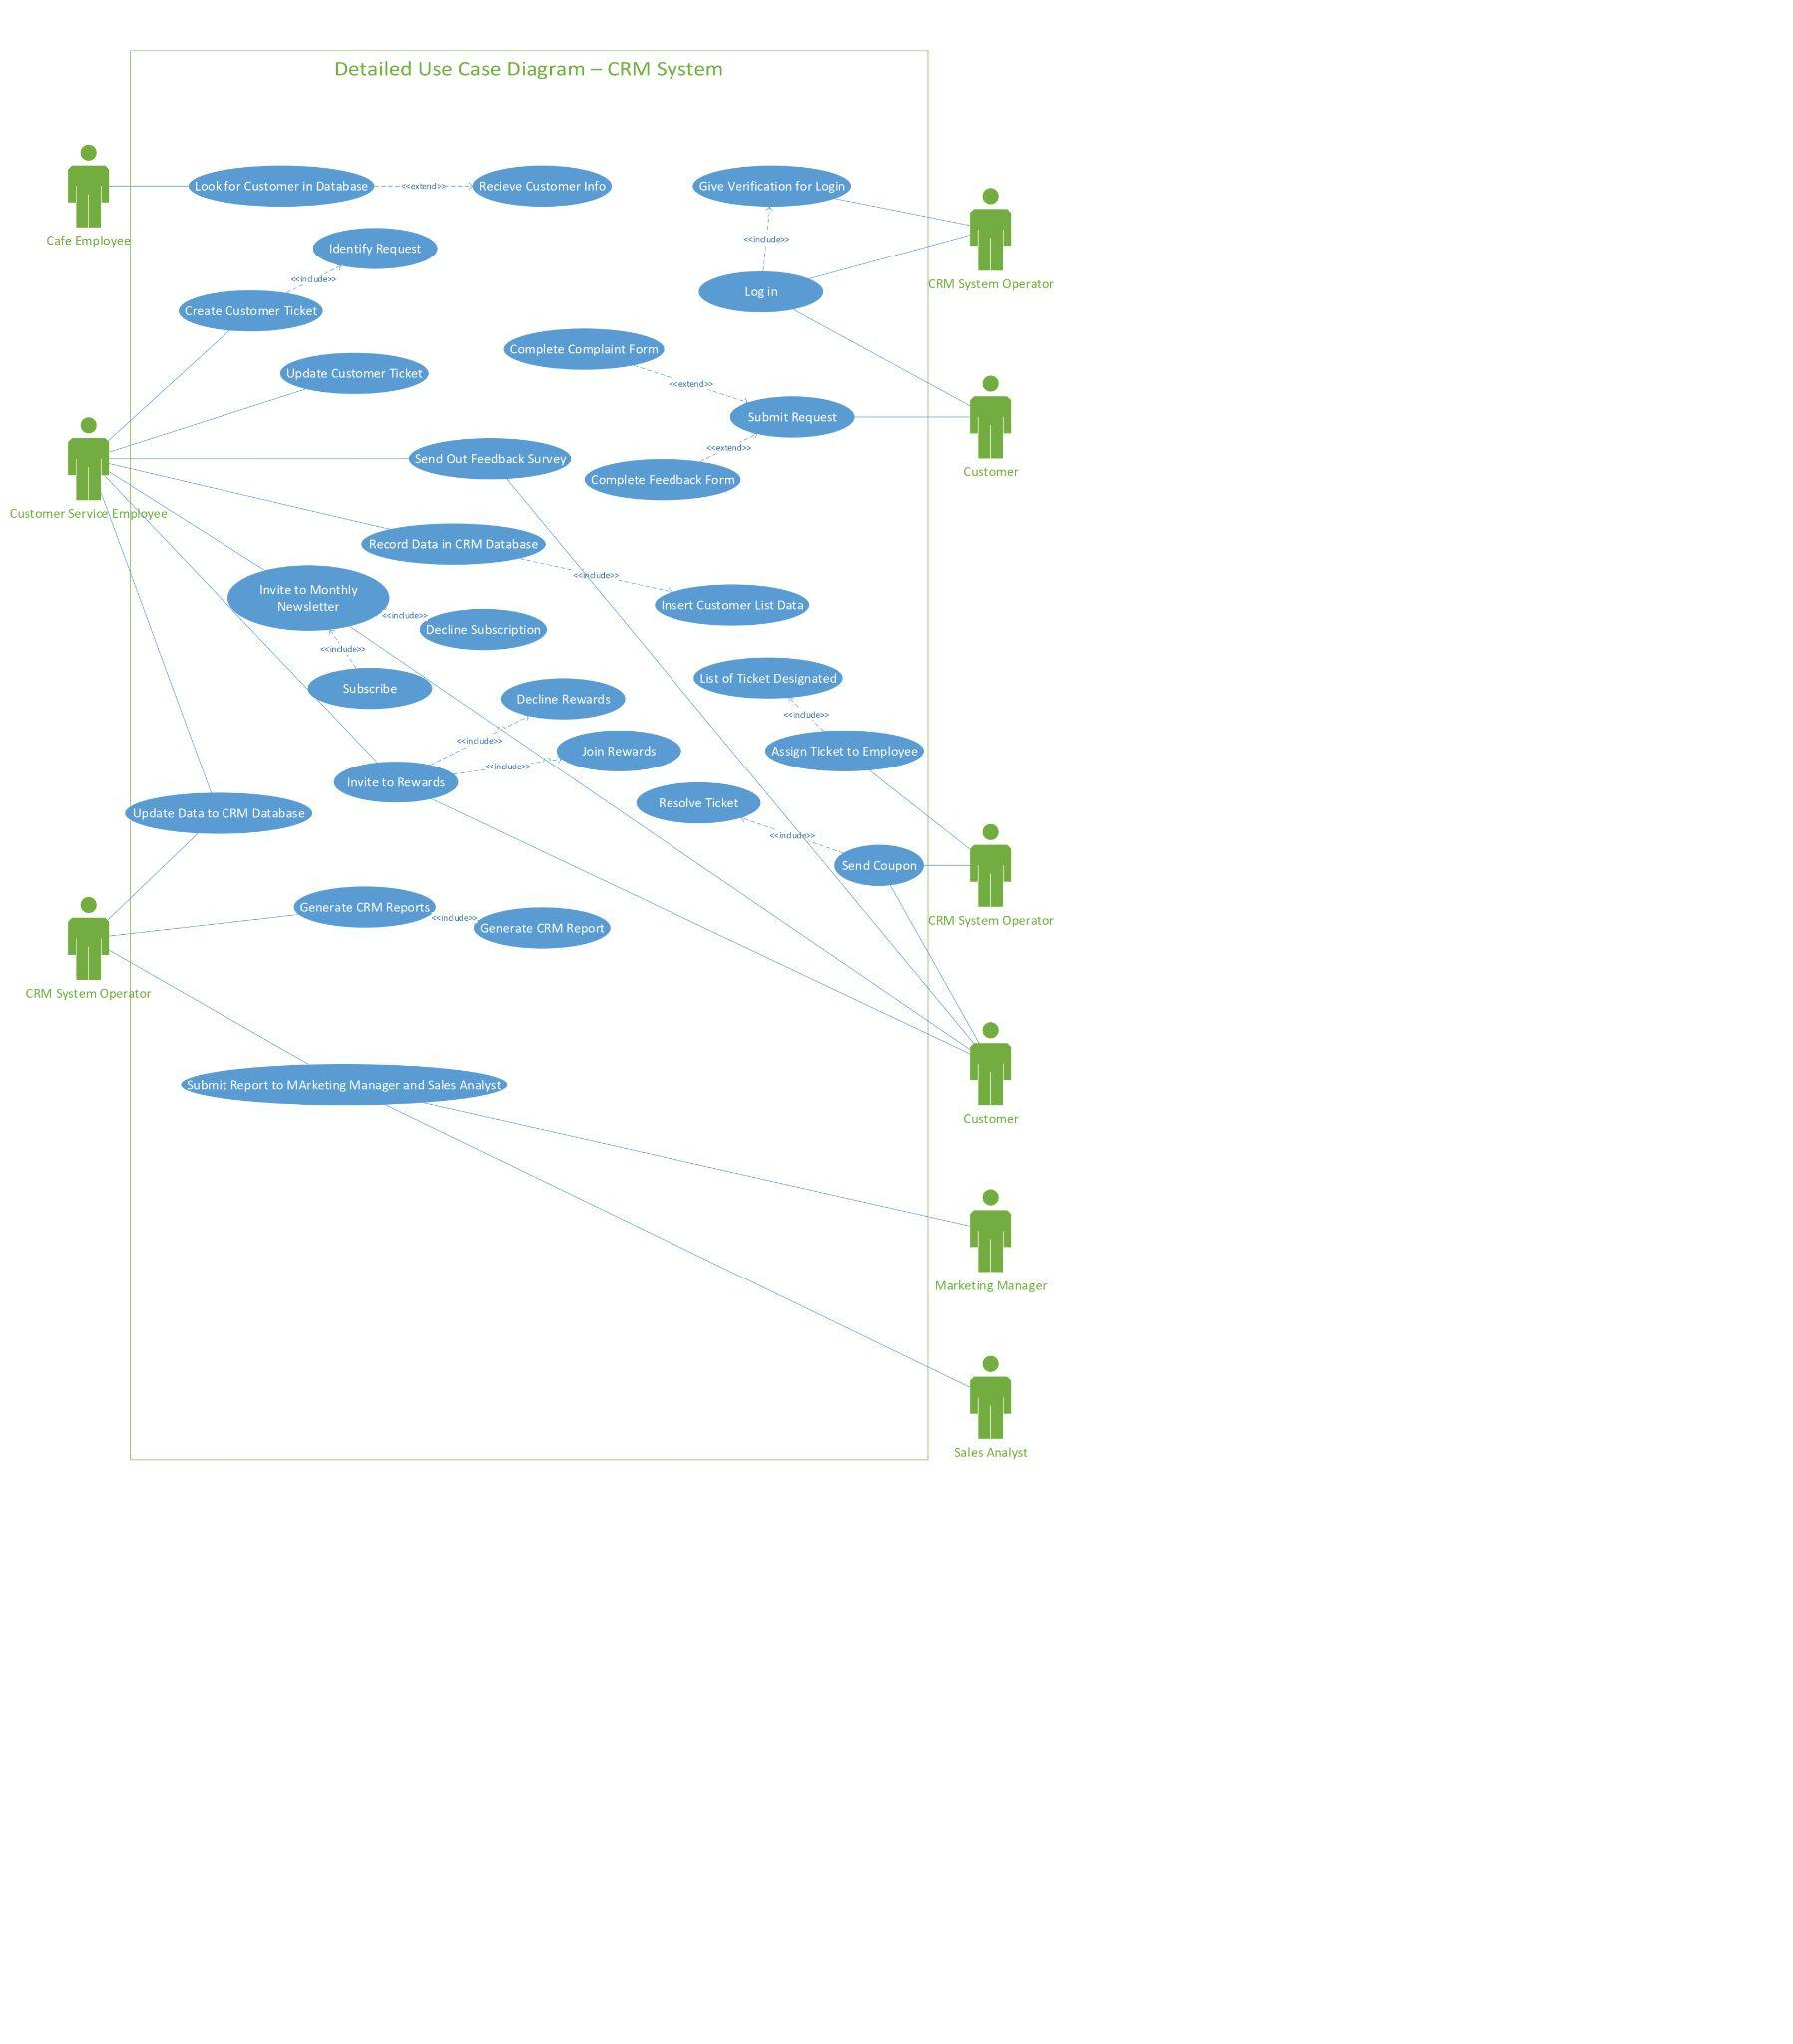 Detailed Use Case Diagram – CRM System
Look for Customer in Database
<<extend>>
Recieve Customer Info
Give Verification for Login
Cafe Employee
Identify Request
<<include>>
<<include>>
CRM System Operator
Log in
Create Customer Ticket
Complete Complaint Form
Update Customer Ticket
<<extend>>
Submit Request
<<extend>>
Send Out Feedback Survey
Customer
Complete Feedback Form
Customer Service Employee
Record Data in CRM Database
<<include>>
Invite to Monthly
Newsletter
Insert Customer List Data
<<include>>
Decline Subscription
<<include>>
List of Ticket Designated
Subscribe
Decline Rewards
<<include>>
<<include>>
Join Rewards
Assign Ticket to Employee
<<include>>
Invite to Rewards
Resolve Ticket
Update Data to CRM Database
<<include>>
Send Coupon
Generate CRM Reports
<<include>>
Generate CRM Report
CRM System Operator
CRM System Operator
Submit Report to MArketing Manager and Sales Analyst
Customer
Marketing Manager
Sales Analyst